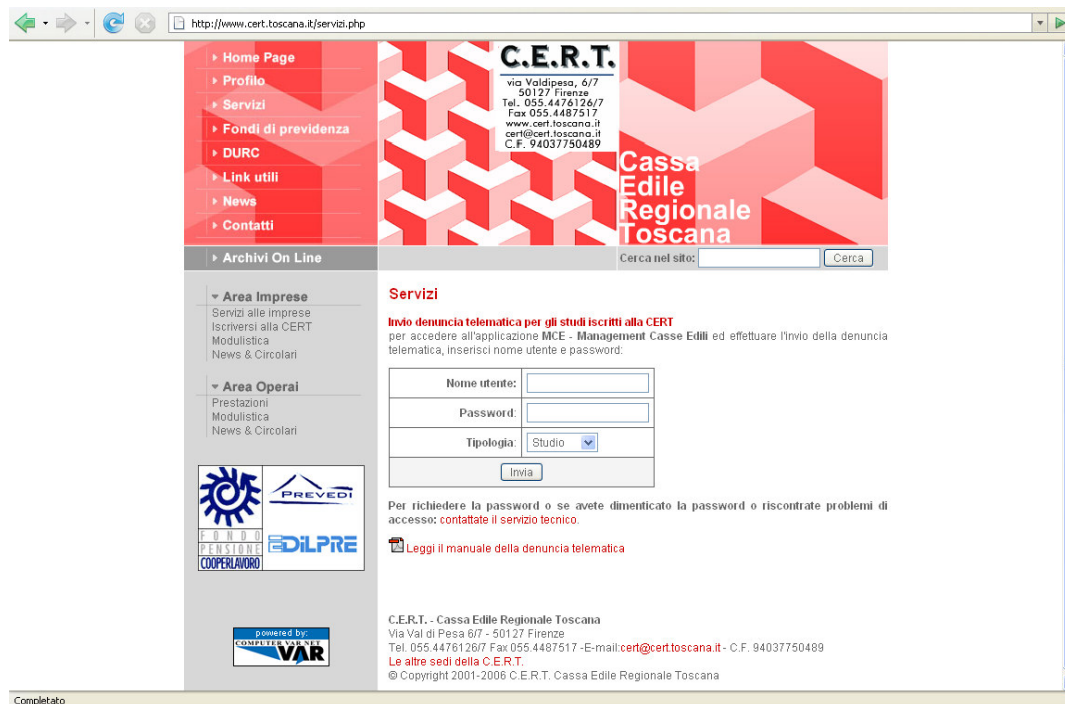 http://www.cert.toscana.it/servizi.php
Home Page
Profilo
Servizi
Fondi di previdenza
DURC
Link utili
News
Contatti
Archivi On Line
C.E.R.T.
via Valdipesa, 6/7
50127 Firenze
Tel. 055.4476126/7
Fax 055.4487517
www.cert.toscana.it
cert@cert.toscana.it
C.F. 94037750489
Cassa
Edile
Regionale
Toscana
Cerca nel sito:
Cerca
Area Imprese
Servizi alle imprese
Iscriversi alla CERT
Modulistica
News & Circolari
Area Operai
Prestazioni
Modulistica
News & Circolari
PREVEDI
FONDO
PENSIONE
COOPERLAVORO
EDILPRE
powered by:
COMPUTER VAR NET
VAR
Servizi
Invio denuncia telematica per gli studi iscritti alla CERT
per accedere all'applicazione MCE - Management Casse Edili ed effettuare l'invio della denuncia
telematica, inserisci nome utente e password:
Nome utente:
Password:
Tipologia: Studio
Invia
Per richiedere la password o se avete dimenticato la password o riscontrate problemi di
accesso: contattate il servizio tecnico.
Leggi il manuale della denuncia telematica
C.E.R.T. - Cassa Edile Regionale Toscana
Via Val di Pesa 6/7 - 50127 Firenze
Tel. 055.4476126/7 Fax 055.4487517 -E-mail:cert@cert.toscana.it - C.F. 94037750489
Le altre sedi della C.E.R.T.
© Copyright 2001-2006 C.E.R.T. Cassa Edile Regionale Toscana
Completato